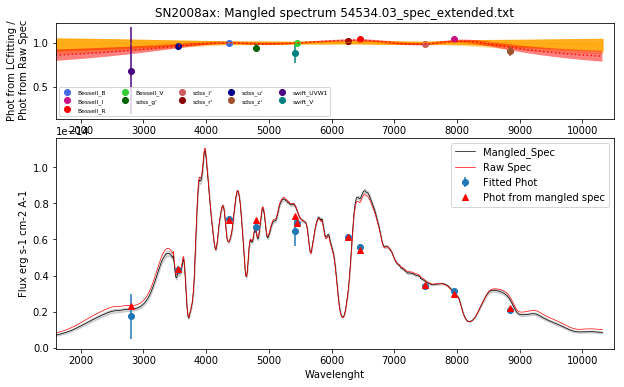 SN2008ax: Mangled spectrum 54534.03_spec_extended.txt
Phot from LCfitting /
Phot from Raw Spec
1.0
0.5
Bessell_B
Bessell_I
Bessell_R
Bessell_V
sdss_g'
sdss_i'
sdss_r'
sdss_u'
sdss_z'
swift_UVW1
swift_V
2000 3000 4000 5000 6000 7000 8000 9000 10000
1e−14
Flux erg s-1 cm-2 A-1
1.0
0.8
0.6
0.4
0.2
0.0
Mangled_Spec
Raw Spec
Fitted Phot
Phot from mangled spec
2000 3000 4000 5000 6000 7000 8000 9000 10000
Wavelenght